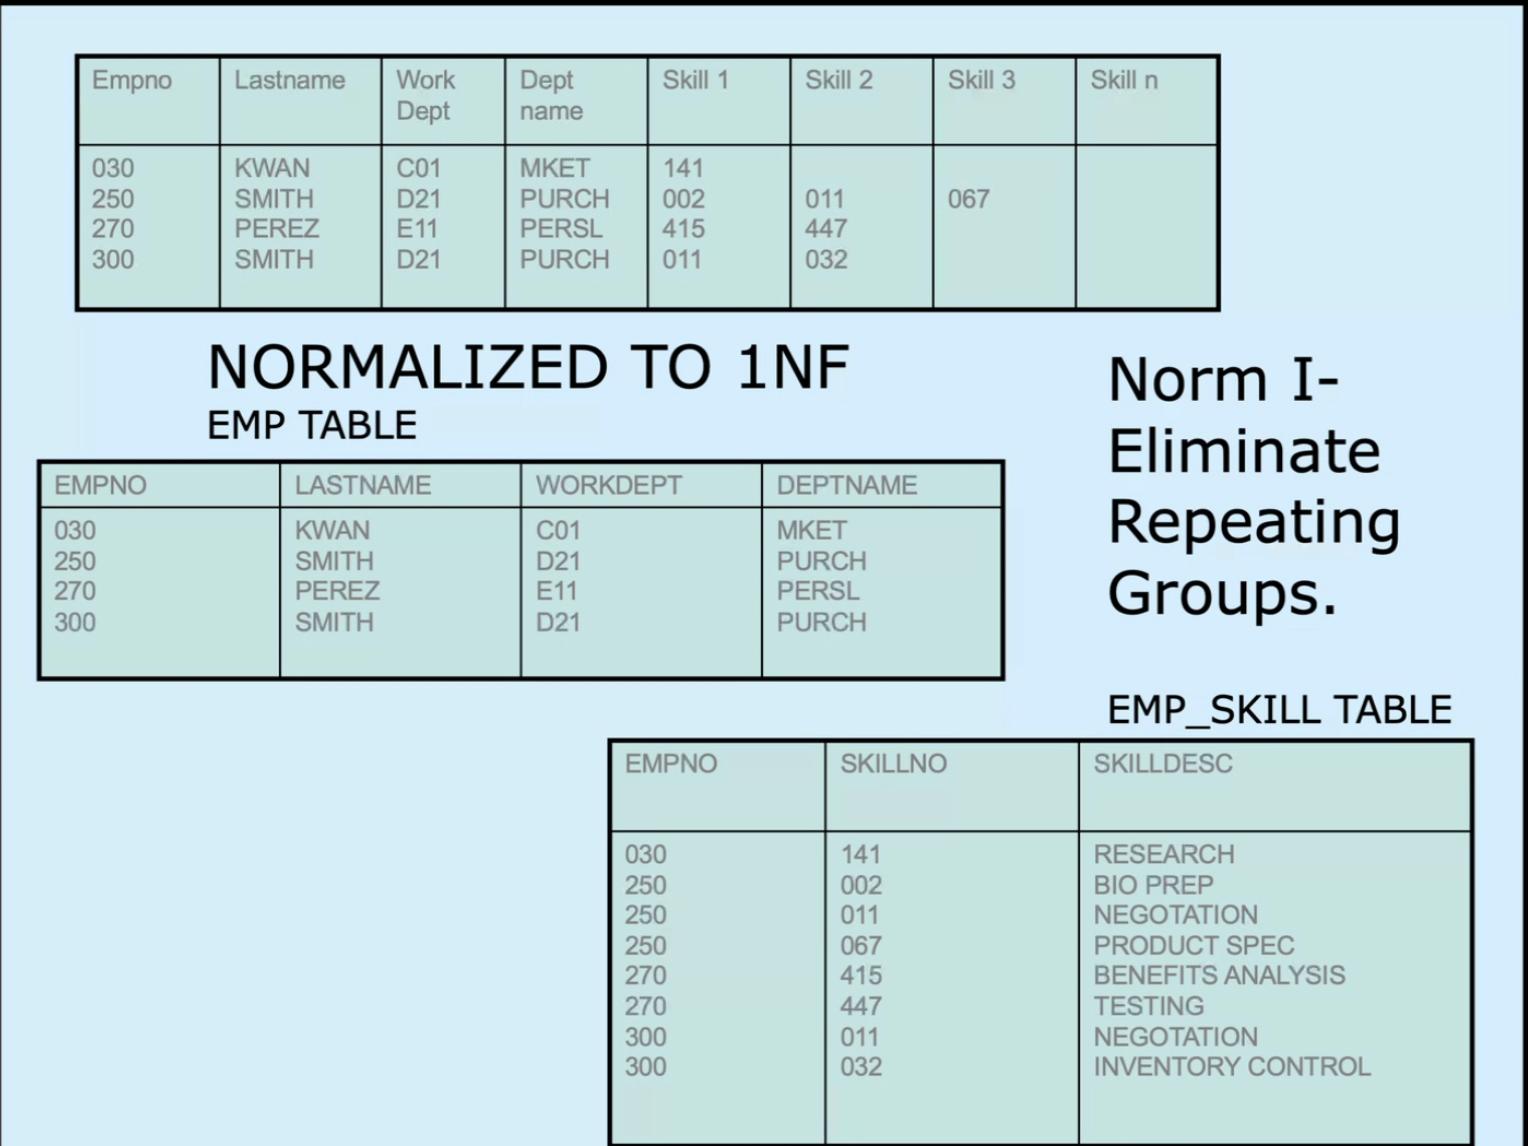 Empno Lastname Work Dept Dept name Skill 1 Skill 2 Skill 3 Skill n
030 KWAN C01 MKET 141
250 SMITH D21 PURCH 002 011 067
270 PEREZ E11 PERSL 415 447
300 SMITH D21 PURCH 011 032
NORMALIZED TO 1NF
EMP TABLE
EMPNO LASTNAME WORKDEPT DEPTNAME
030 KWAN C01 MKET
250 SMITH D21 PURCH
270 PEREZ E11 PERSL
300 SMITH D21 PURCH
Norm I-
Eliminate
Repeating
Groups.
EMP_SKILL TABLE
EMPNO SKILLNO SKILLDESC
030 141 RESEARCH
250 002 BIO PREP
250 011 NEGOTATION
250 067 PRODUCT SPEC
270 415 BENEFITS ANALYSIS
270 447 TESTING
300 011 NEGOTATION
300 032 INVENTORY CONTROL